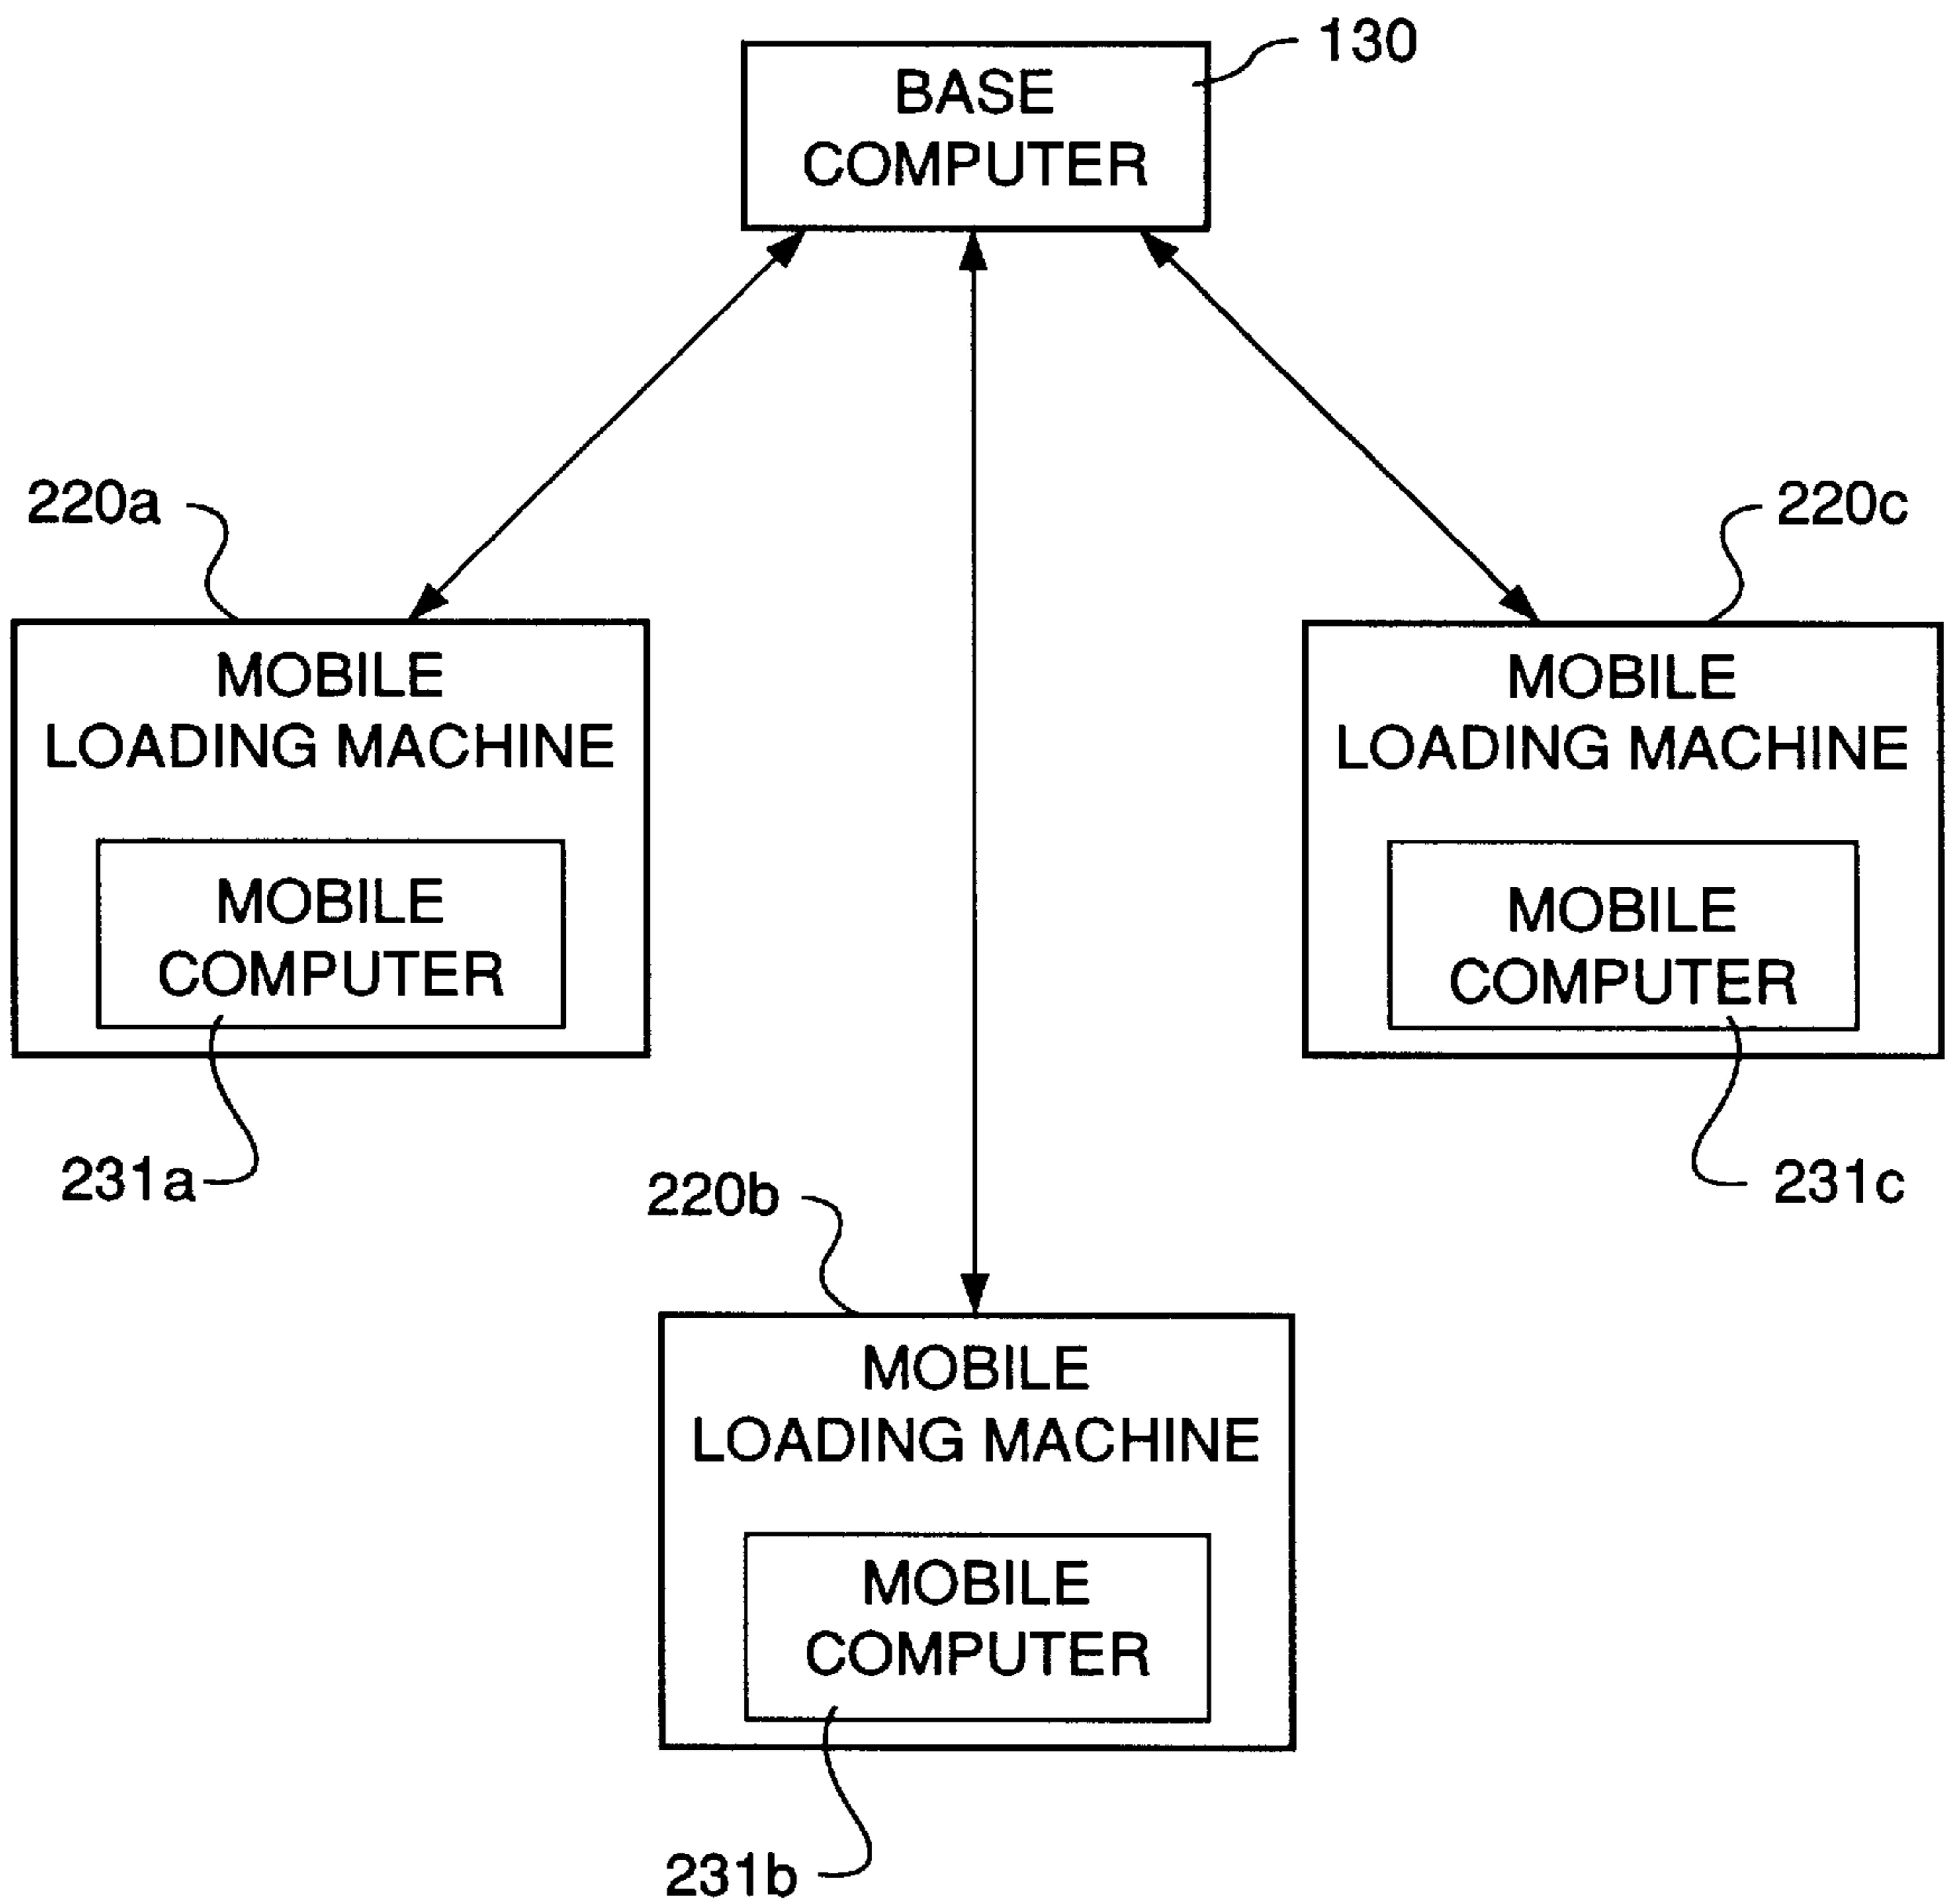 130
BASE
COMPUTER
220a
220c
MOBILE
LOADING MACHINE
MOBILE
COMPUTER
231a
MOBILE
LOADING MACHINE
MOBILE
COMPUTER
231c
220b
MOBILE
LOADING MACHINE
MOBILE
COMPUTER
231b